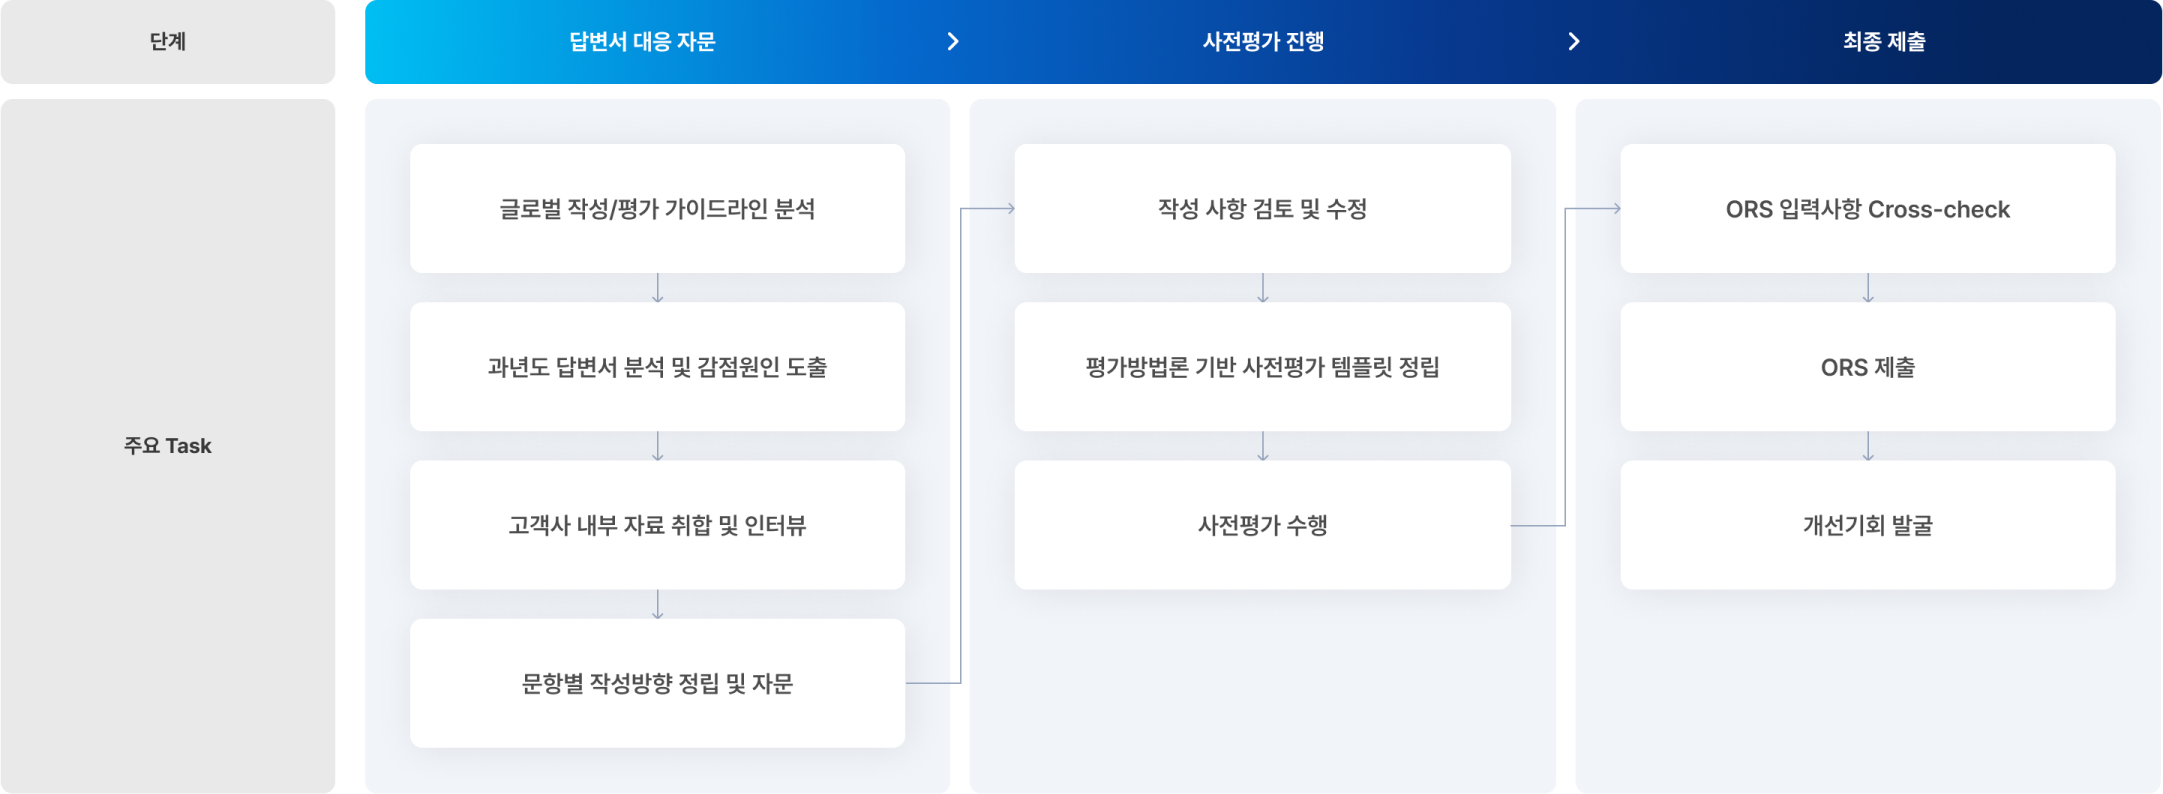 단계
답변서 대응 자문
사전평가 진행
최종 제출
주요 Task
글로벌 작성/평가 가이드라인 분석
과년도 답변서 분석 및 감점원인 도출
고객사 내부 자료 취합 및 인터뷰
문항별 작성방향 정립 및 자문
작성 사항 검토 및 수정
평가방법론 기반 사전평가 템플릿 정립
사전평가 수행
ORS 입력사항 Cross-check
ORS 제출
개선기회 발굴